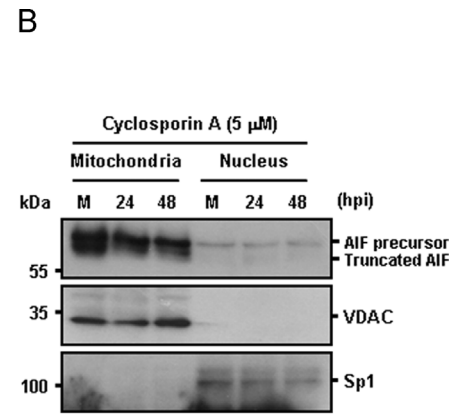 B
Cyclosporin A (5 μM)
Mitochondria Nucleus
kDa M 24 48 M 24 48 (hpi)
AIF precursor
Truncated AIF
55
35
VDAC
100
Sp1